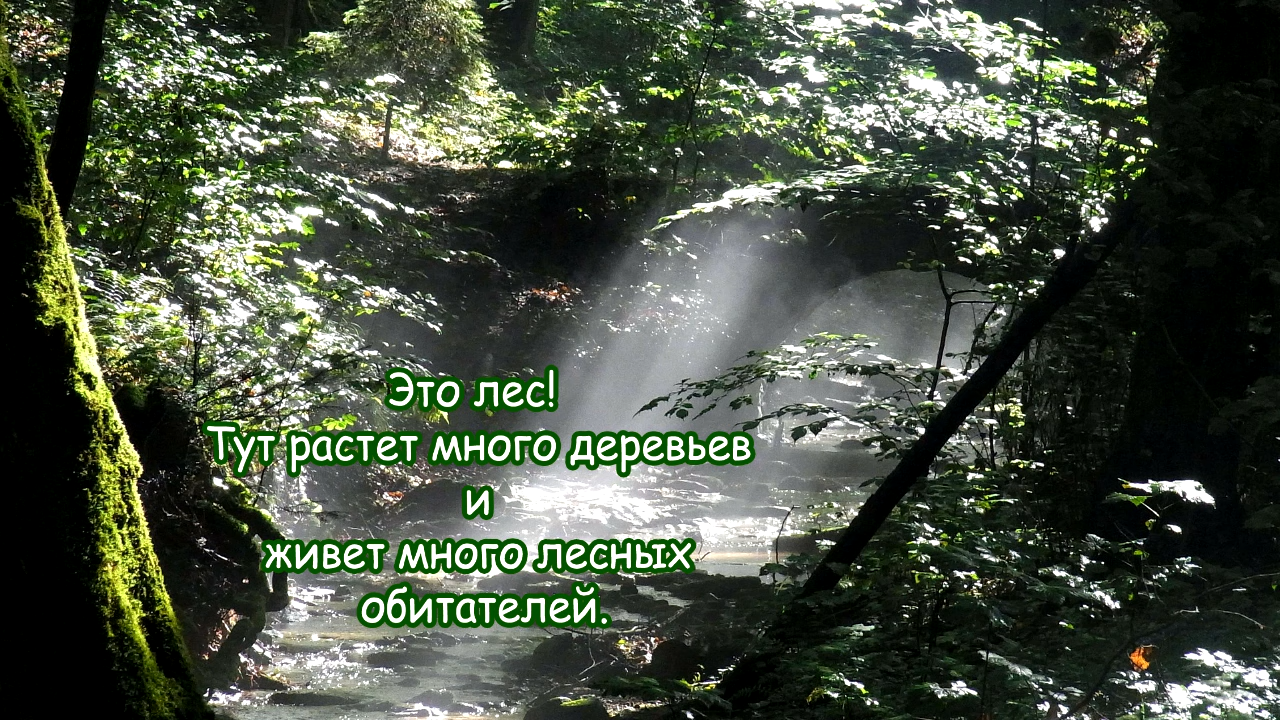 Это лес!
Тут растет много деревьев
и
живет много лесных
обитателей.